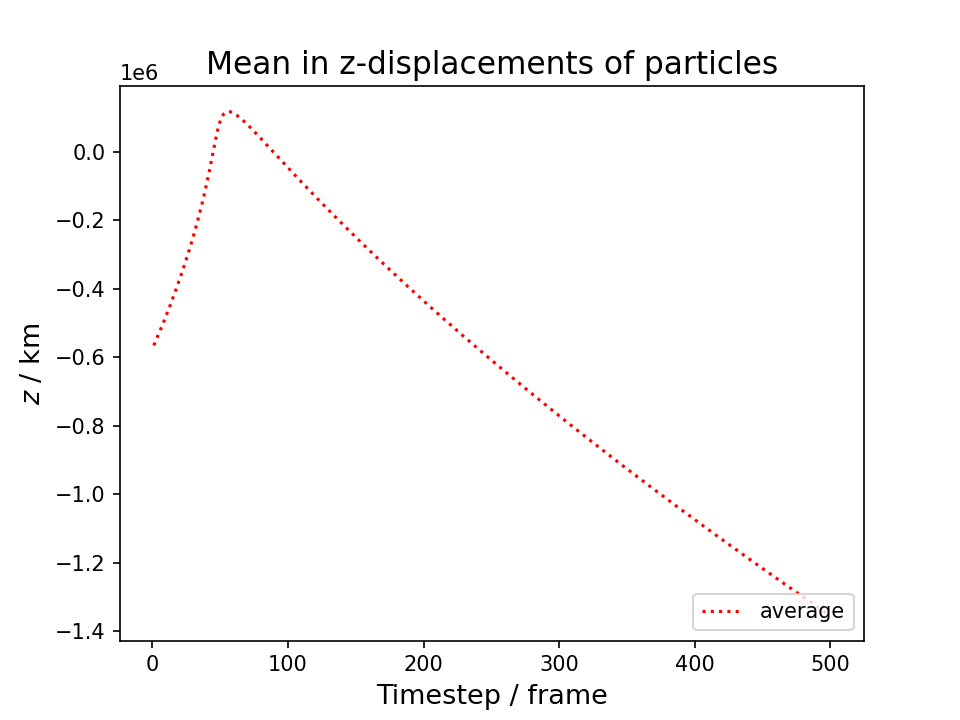 Mean in z-displacements of particles
1e6
0.0
−0.2
−0.4
−0.6
−0.8
−1.0
−1.2
−1.4
z / km
0 100 200 300 400 500
Timestep / frame
average